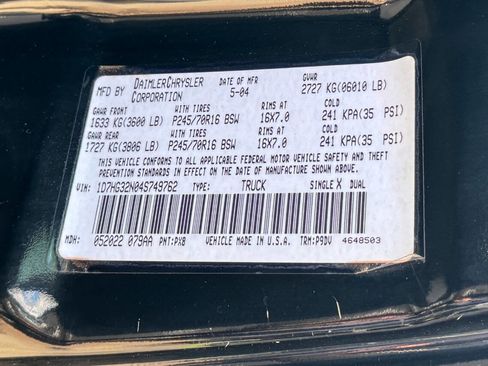 MFD BY DAIMLERCHRYSLER CORPORATION DATE OF MFR 5-04 GVWR 2727 KG(06010 LB)
GAWR FRONT WITH TIRES RIMS AT COLD
1633 KG(3600 LB) P245/70R16 BSW 16X7.0 241 KPA(35 PSI)
GAWR REAR WITH TIRES RIMS AT COLD
1727 KG(3806 LB) P245/70R16 BSW 16X7.0 241 KPA(35 PSI)
THIS VEHICLE CONFORMS TO ALL APPLICABLE FEDERAL MOTOR VEHICLE SAFETY AND THEFT
PREVENTION STANDARDS IN EFFECT ON THE DATE OF MANUFACTURE SHOWN ABOVE.
VIN: 1D7HG32N04S749762 TYPE: TRUCK SINGLE X DUAL
MDH: 052022 079AA PNT:PX8 VEHICLE MADE IN U.S.A. TRM:P9DV 4648503